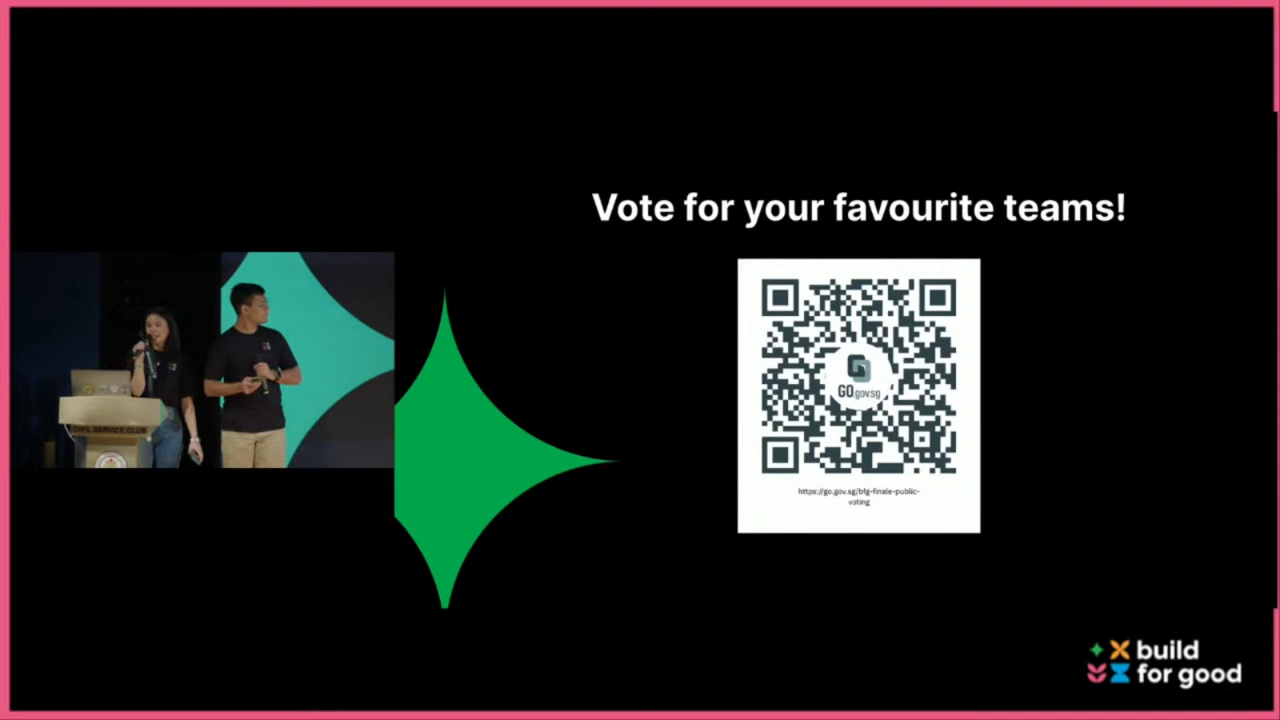 Vote for your favourite teams!
CIVIL SERVICE CLUB
GO.gov.sg
https://go.gov.sg/bfg-finale-public-
voting
build
for good